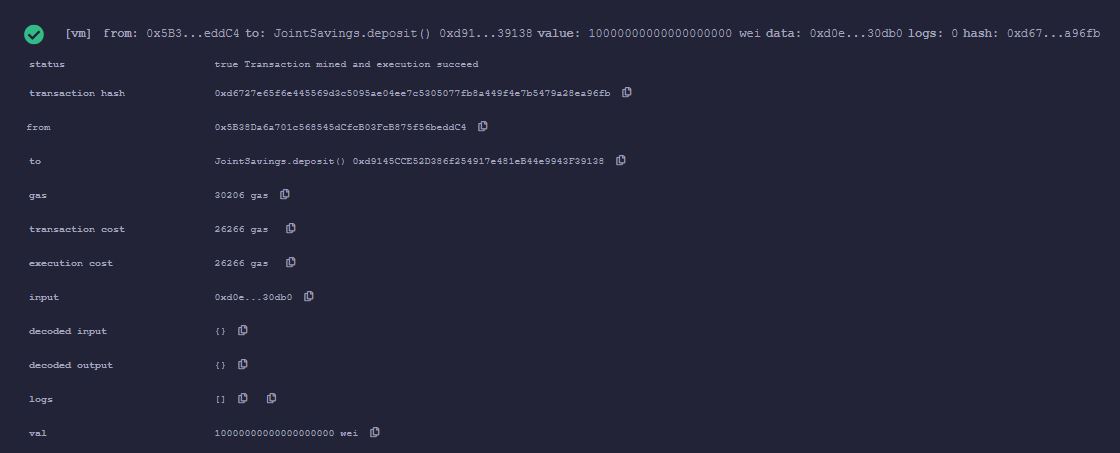 [vm] from: 0x5B3...eddC4 to: JointSavings.deposit() 0xd91...39138 value: 10000000000000000000 wei data: 0xd0e...30db0 logs: 0 hash: 0xd67...a96fb
status true Transaction mined and execution succeed
transaction hash 0xd6727e65f6e445569d3c5095ae04ee7c5305077fb8a449f4e7b5479a28ea96fb
from 0x5B38Da6a701c568545dCfcB03FcB875f56beddC4
to JointSavings.deposit() 0xd9145CCE52D386f254917e481eB44e9943F39138
gas 30206 gas
transaction cost 26266 gas
execution cost 26266 gas
input 0xd0e...30db0
decoded input {}
decoded output {}
logs []
val 10000000000000000000 wei